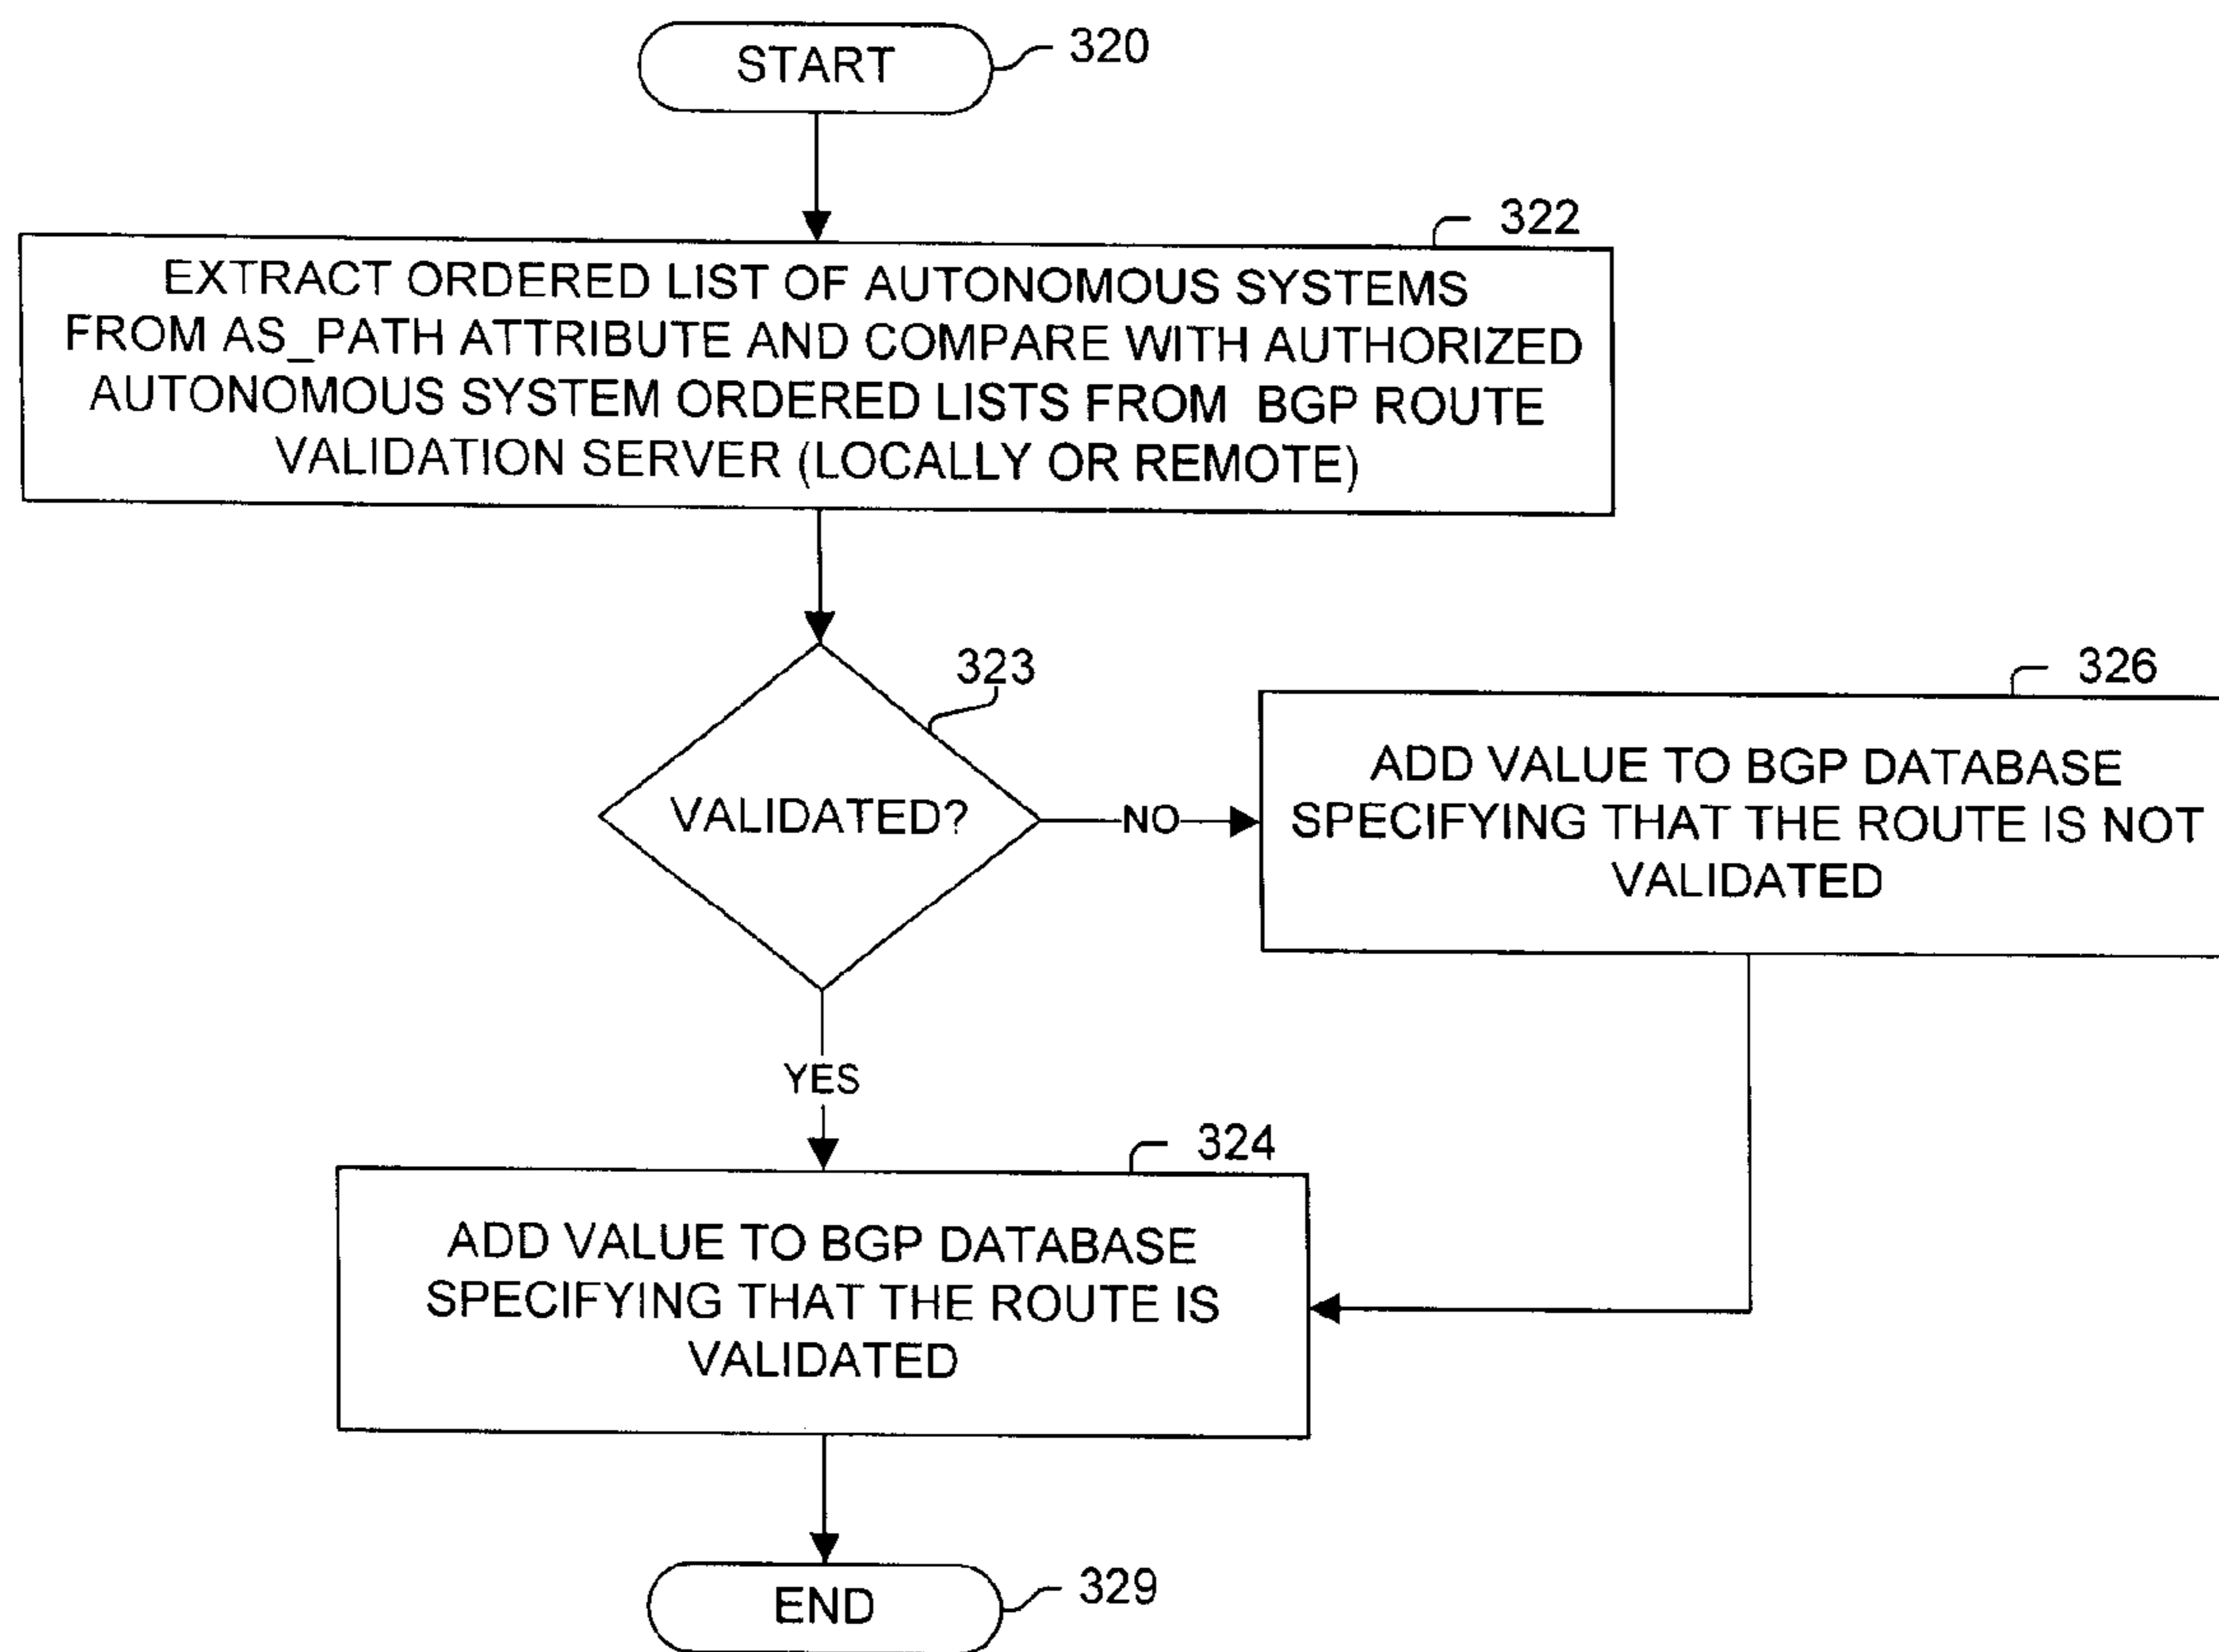 START
320
322
EXTRACT ORDERED LIST OF AUTONOMOUS SYSTEMS
FROM AS_PATH ATTRIBUTE AND COMPARE WITH AUTHORIZED
AUTONOMOUS SYSTEM ORDERED LISTS FROM BGP ROUTE
VALIDATION SERVER (LOCALLY OR REMOTE)
323
VALIDATED?
NO
326
ADD VALUE TO BGP DATABASE
SPECIFYING THAT THE ROUTE IS NOT
VALIDATED
YES
324
ADD VALUE TO BGP DATABASE
SPECIFYING THAT THE ROUTE IS
VALIDATED
END
329